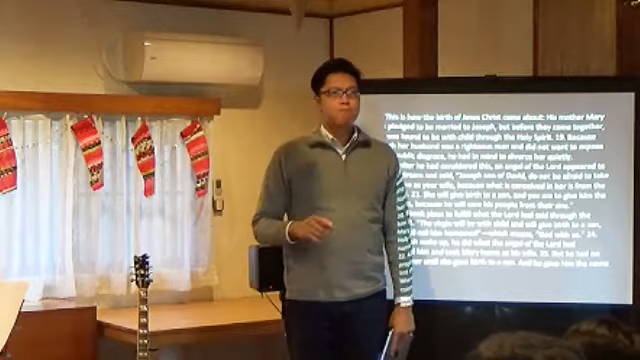 This is how the birth of Jesus Christ came about: His mother Mary
pledged to be married to Joseph, but before they came together,
was found to be with child through the Holy Spirit. 19. Because
her husband was a righteous man and did not want to expose
public disgrace, he had in mind to divorce her quietly.
he had considered this, an angel of the Lord appeared to
dream and said, "Joseph son of David, do not be afraid to take
as your wife, because what is conceived in her is from the
21. She will give birth to a son, and you are to give him the
because he will save his people from their sins."
took place to fulfill what the Lord had said through the
"The virgin will be with child and will give birth to a son,
call him Immanuel"—which means, "God with us." 24.
woke up, he did what the angel of the Lord had
him and took Mary home as his wife. 25. But he had no
until she gave birth to a son. And he gave him the name